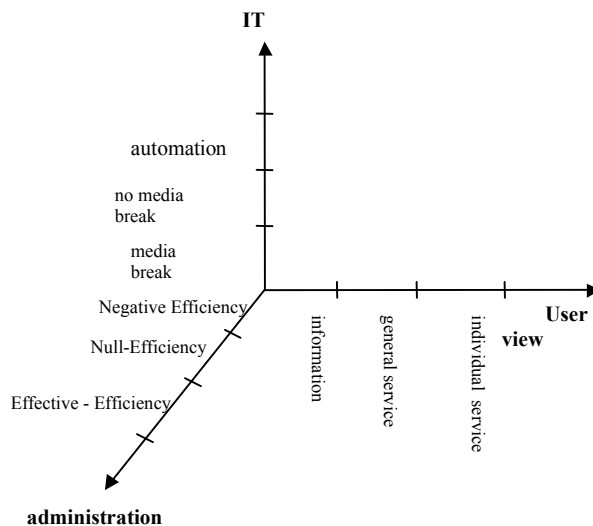 IT
automation
no media
break
media
break
Negative Efficiency
Null-Efficiency
Effective - Efficiency
administration
information
general service
individual service
User
view